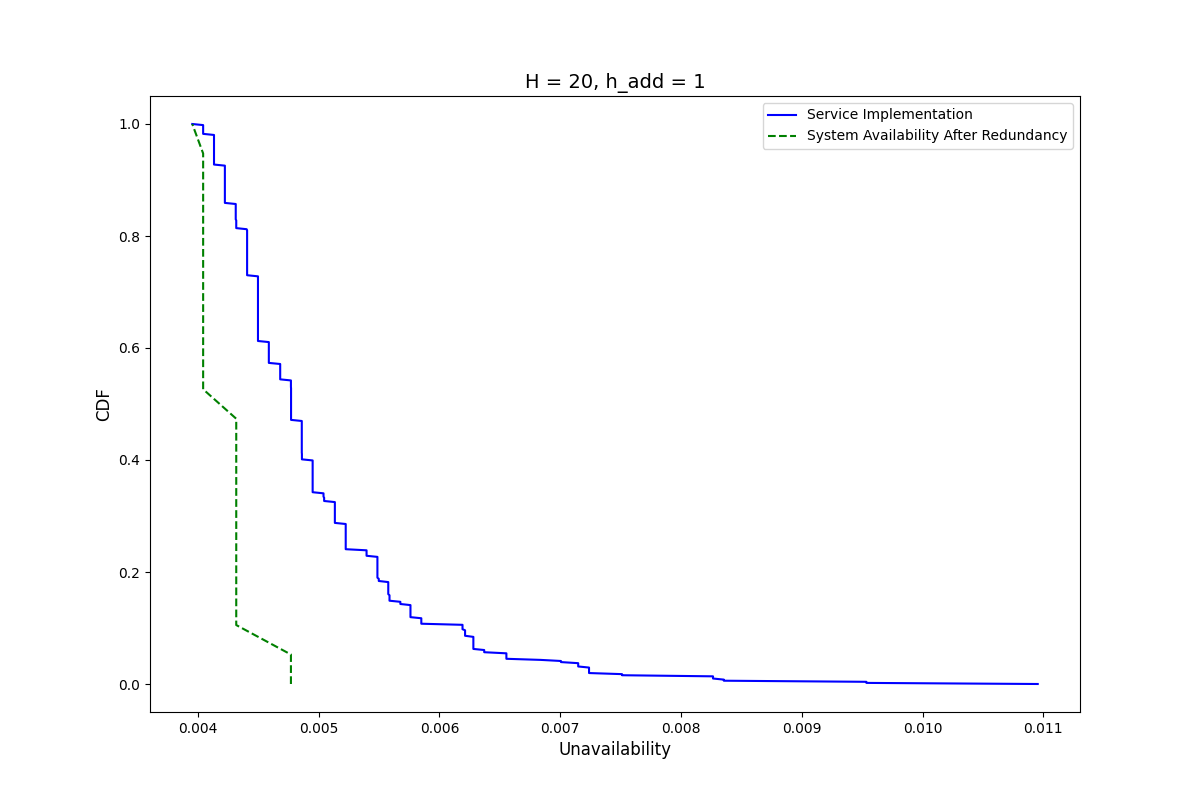 H = 20, h_add = 1
Service Implementation
System Availability After Redundancy
1.0
0.8
0.6
0.4
0.2
0.0
CDF
0.004 0.005 0.006 0.007 0.008 0.009 0.010 0.011
Unavailability